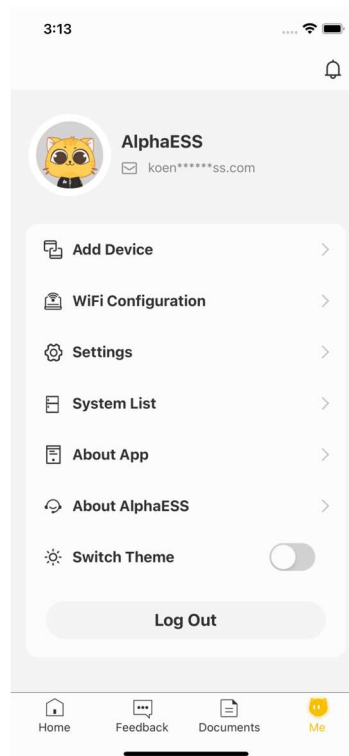 3:13
AlphaESS
koen******ss.com
Add Device
WiFi Configuration
Settings
System List
About App
About AlphaESS
Switch Theme
Log Out
Home
Feedback
Documents
Me